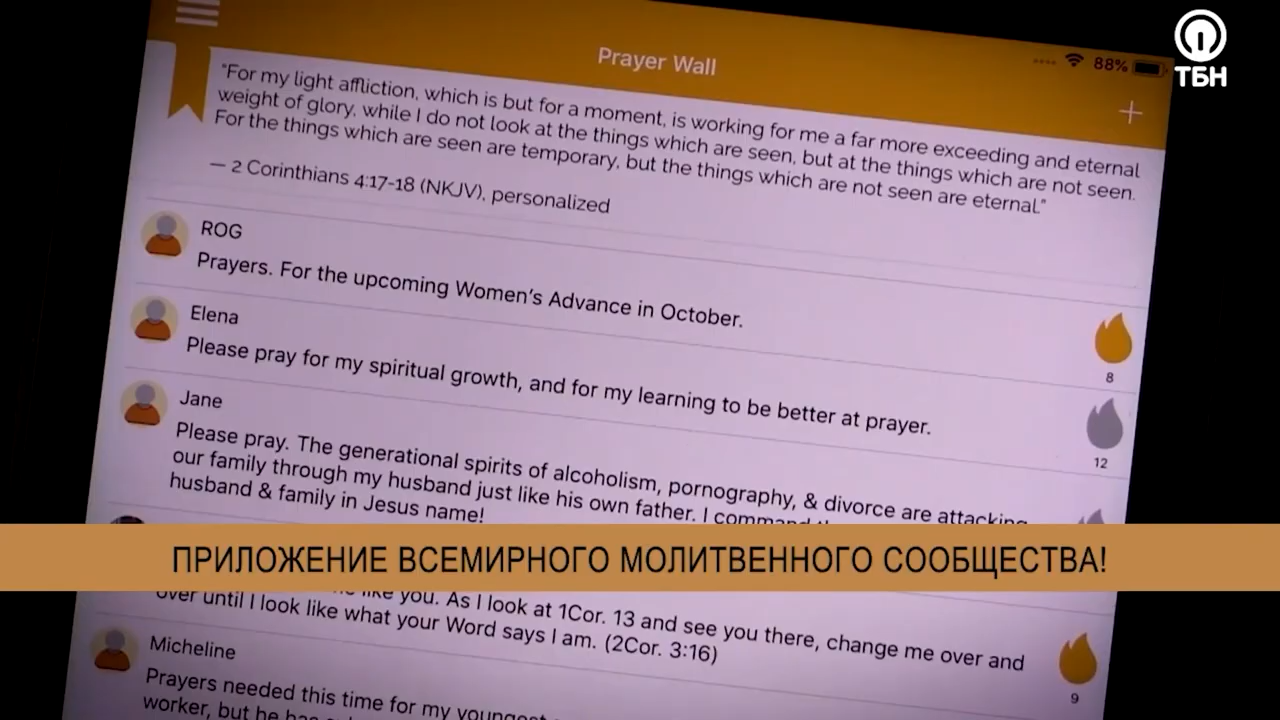 Prayer Wall
88%
ТБН
"For my light affliction, which is but for a moment, is working for me a far more exceeding and eternal
weight of glory, while I do not look at the things which are seen, but at the things which are not seen.
For the things which are seen are temporary, but the things which are not seen are eternal."
— 2 Corinthians 4:17-18 (NKJV), personalized
ROG
Prayers. For the upcoming Women's Advance in October.
8
Elena
Please pray for my spiritual growth, and for my learning to be better at prayer.
12
Jane
Please pray. The generational spirits of alcoholism, pornography, & divorce are attacking
our family through my husband just like his own father. I command
husband & family in Jesus name!
ПРИЛОЖЕНИЕ ВСЕМИРНОГО МОЛИТВЕННОГО СООБЩЕСТВА!
like you. As I look at 1Cor. 13 and see you there, change me over and
over until I look like what your Word says I am. (2Cor. 3:16)
9
Micheline
Prayers needed this time for my youngest
worker, but he has